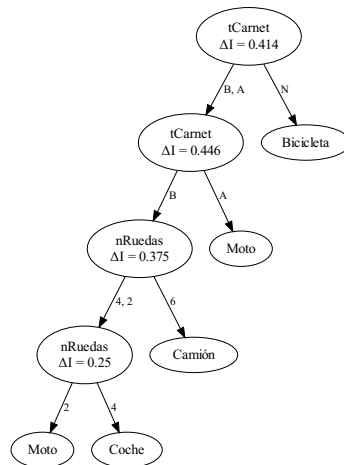 tCarnet
ΔI = 0.414
B, A
N
tCarnet
ΔI = 0.446
Bicicleta
B
A
nRuedas
ΔI = 0.375
Moto
4, 2
6
nRuedas
ΔI = 0.25
Camión
2
4
Moto
Coche